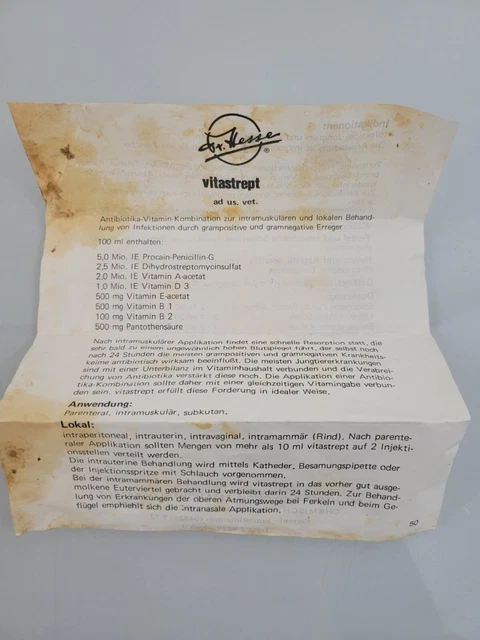 Indikationen:
Dr. Hesse
®
vitastrept
ad us. vet.
Antibiotika-Vitamin-Kombination zur intramuskulären und lokalen Behand-
lung von Infektionen durch grampositive und gramnegative Erreger
100 ml enthalten:
5,0 Mio. IE Procain-Penicillin-G
2,5 Mio. IE Dihydrostreptomycinsulfat
2,0 Mio. IE Vitamin A-acetat
1,0 Mio. IE Vitamin D 3
500 mg Vitamin E-acetat
500 mg Vitamin B 1
100 mg Vitamin B 2
500 mg Pantothensäure
Nach intramuskulärer Applikation findet eine schnelle Resorption statt, die
sehr bald zu einem ungewöhnlich hohen Blutspiegel führt, der selbst noch
nach 24 Stunden die meisten grampositiven und gramnegativen Krankheits-
keime antibiotisch wirksam beeinflußt. Die meisten Jungtiererkrankungen
sind mit einer Unterbilanz im Vitaminhaushalt verbunden und die Verabrei-
chung von Antibiotika verstärkt diese noch. Die Applikation einer Antibio-
tika-Kombination sollte daher mit einer gleichzeitigen Vitamingabe verbun-
den sein. vitastrept erfüllt diese Forderung in idealer Weise.
Anwendung:
Parenteral, intramuskulär, subkutan,
Lokal:
intraperitoneal, intrauterin, intravaginal, intramammär (Rind). Nach parente-
raler Applikation sollten Mengen von mehr als 10 ml vitastrept auf 2 Injekti-
onsstellen verteilt werden.
Die intrauterine Behandlung wird mittels Katheder, Besamungspipette oder
der Injektionsspritze mit Schlauch vorgenommen.
Bei der intramammären Behandlung wird vitastrept in das vorher gut ausge-
molkene Euterviertel gebracht und verbleibt darin 24 Stunden. Zur Behand-
lung von Erkrankungen der oberen Atmungswege bei Ferkeln und beim Ge-
flügel empfiehlt sich die intranasale Applikation.
50